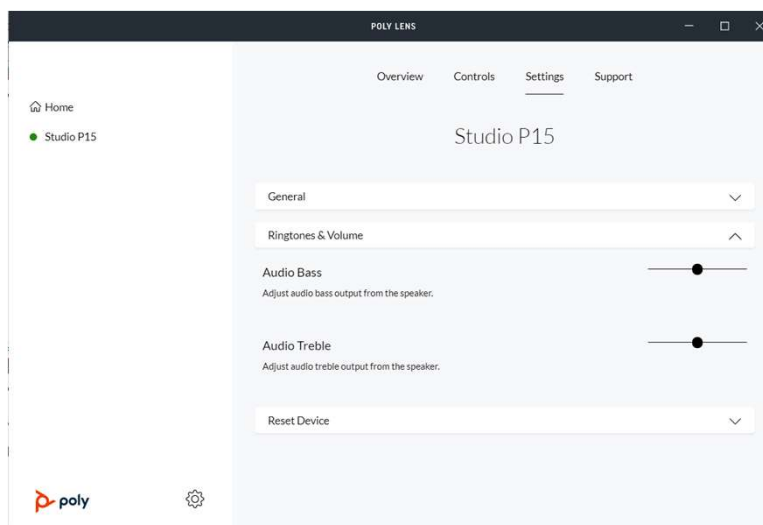 POLY LENS
Overview Controls Settings Support
Home
Studio P15
Studio P15
General
Ringtones & Volume
Audio Bass
Adjust audio bass output from the speaker.
Audio Treble
Adjust audio treble output from the speaker.
Reset Device
poly